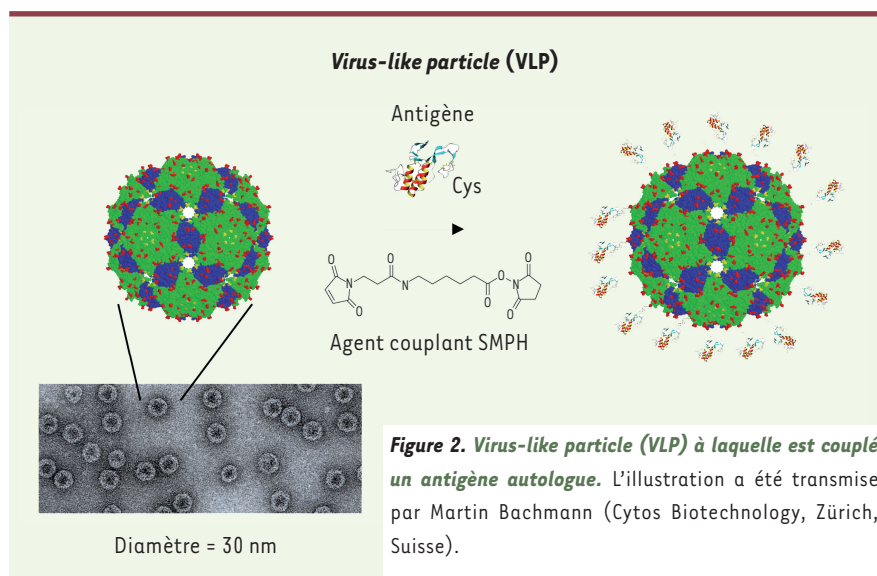 Virus-like particle (VLP)
Antigène
Cys
O
O
N
O
N
O
O
O
N
O
Agent couplant SMPH
Diamètre = 30 nm
Figure 2. Virus-like particle (VLP) à laquelle est couplé
un antigène autologue. L'illustration a été transmise
par Martin Bachmann (Cytos Biotechnology, Zürich,
Suisse).